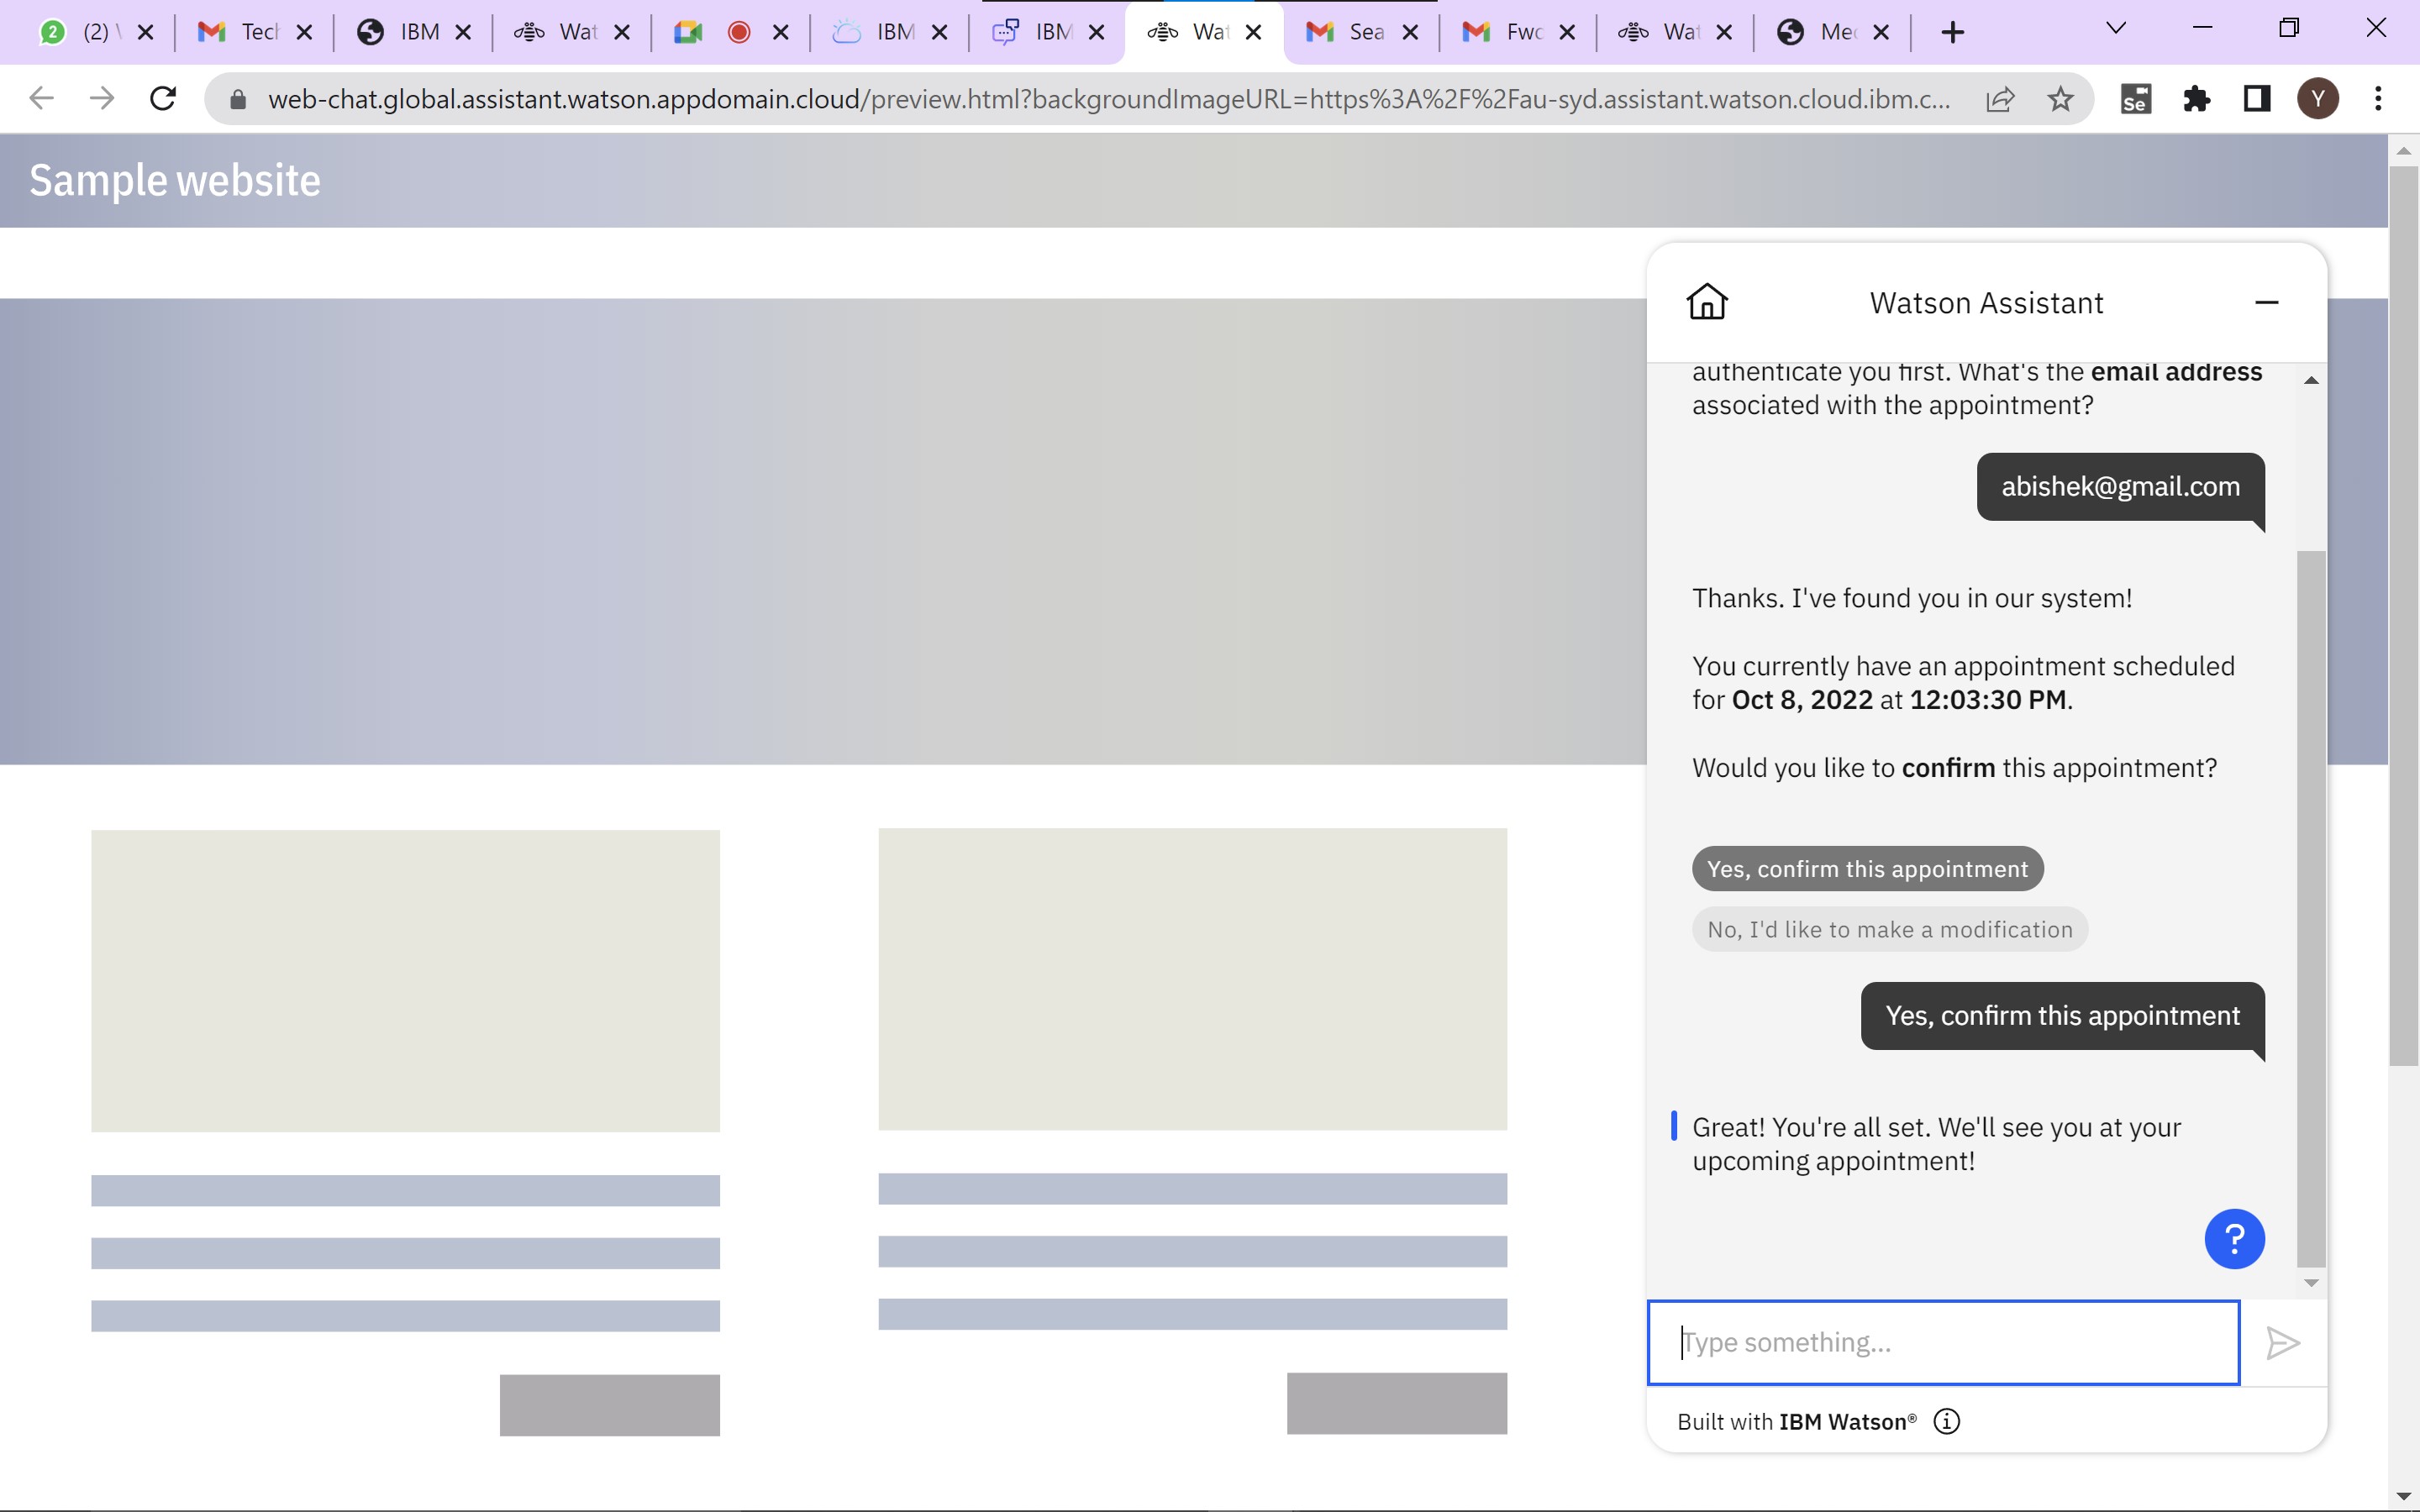 (2)
Tech
IBM
Wat
IBM
IBM
Wat
Sea
Fwd
Wat
Med
web-chat.global.assistant.watson.appdomain.cloud/preview.html?backgroundImageURL=https%3A%2F%2Fau-syd.assistant.watson.cloud.ibm.c...
Se
Y
Sample website
Watson Assistant
authenticate you first. What's the email address
associated with the appointment?
abishek@gmail.com
Thanks. I've found you in our system!
You currently have an appointment scheduled
for Oct 8, 2022 at 12:03:30 PM.
Would you like to confirm this appointment?
Yes, confirm this appointment
No, I'd like to make a modification
Yes, confirm this appointment
Great! You're all set. We'll see you at your
upcoming appointment!
?
Type something...
Built with IBM Watson®